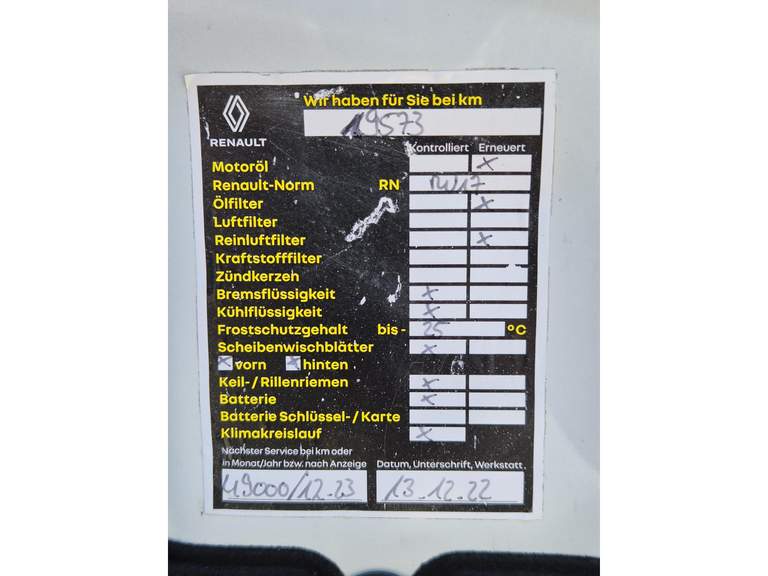 Wir haben für Sie bei km
19573
RENAULT
Kontrolliert Erneuert
Motoröl x
Renault-Norm RN RN17
Ölfilter x
Luftfilter
Reinluftfilter x
Kraftstofffilter
Zündkerzen
Bremsflüssigkeit x
Kühlflüssigkeit x
Frostschutzgehalt bis - 25 °C
Scheibenwischblätter x
x vorn x hinten
Keil-/Rillenriemen x
Batterie x
Batterie Schlüssel-/Karte
Klimakreislauf x
Nächster Service bei km oder
in Monat/Jahr bzw. nach Anzeige
49000/12.23
Datum, Unterschrift, Werkstatt
13.12.22